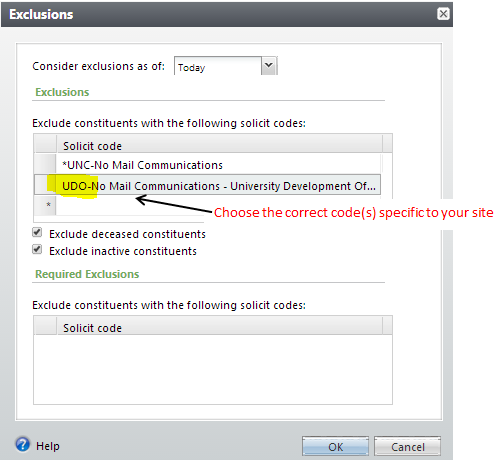 Exclusions
Consider exclusions as of: Today
Exclusions
Exclude constituents with the following solicit codes:
Solicit code
*UNC-No Mail Communications
UDO-No Mail Communications - University Development Of...
*
Choose the correct code(s) specific to your site
Exclude deceased constituents
Exclude inactive constituents
Required Exclusions
Exclude constituents with the following solicit codes:
Solicit code
Help OK Cancel